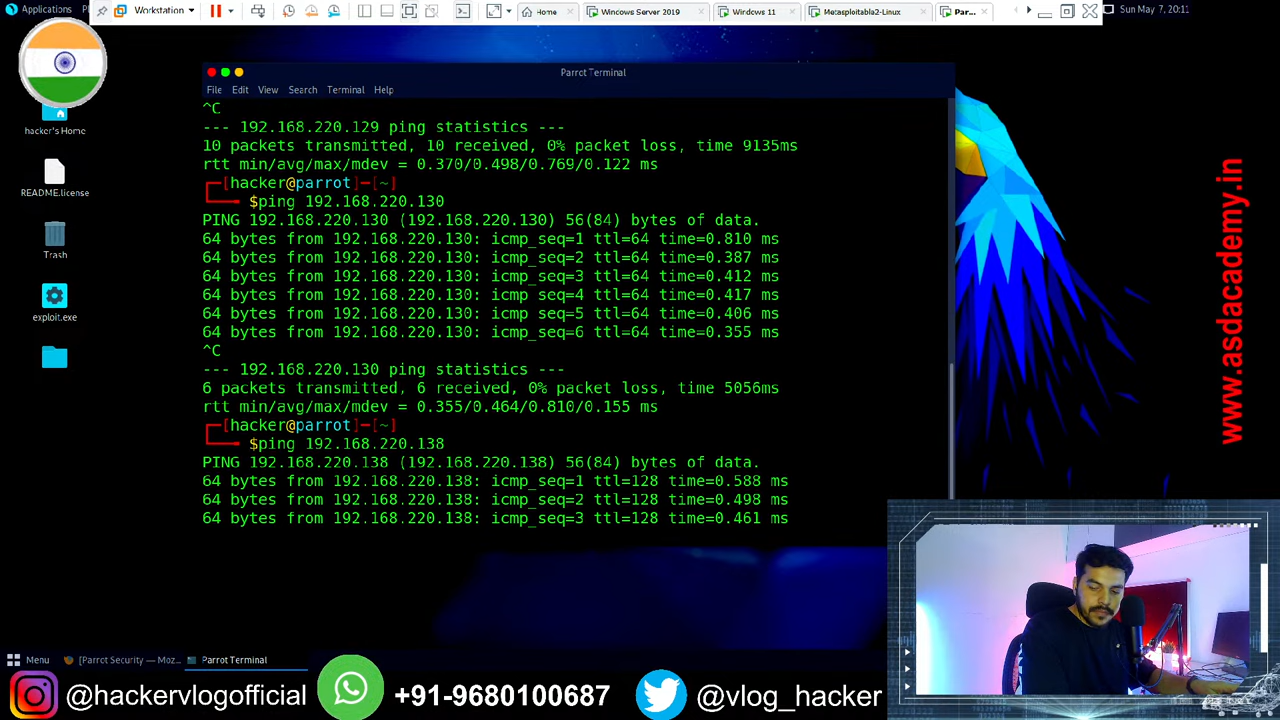 Applications
Workstation
Home
Windows Server 2019
Windows 11
Metasploitable2-Linux
Par...
Sun May 7, 20:11
Parrot Terminal
File Edit View Search Terminal Help
hacker's Home
README.license
Trash
exploit.exe
^C
--- 192.168.220.129 ping statistics ---
10 packets transmitted, 10 received, 0% packet loss, time 9135ms
rtt min/avg/max/mdev = 0.370/0.498/0.769/0.122 ms
┌─[hacker@parrot]─[~]
└──╼ $ping 192.168.220.130
PING 192.168.220.130 (192.168.220.130) 56(84) bytes of data.
64 bytes from 192.168.220.130: icmp_seq=1 ttl=64 time=0.810 ms
64 bytes from 192.168.220.130: icmp_seq=2 ttl=64 time=0.387 ms
64 bytes from 192.168.220.130: icmp_seq=3 ttl=64 time=0.412 ms
64 bytes from 192.168.220.130: icmp_seq=4 ttl=64 time=0.417 ms
64 bytes from 192.168.220.130: icmp_seq=5 ttl=64 time=0.406 ms
64 bytes from 192.168.220.130: icmp_seq=6 ttl=64 time=0.355 ms
^C
--- 192.168.220.130 ping statistics ---
6 packets transmitted, 6 received, 0% packet loss, time 5056ms
rtt min/avg/max/mdev = 0.355/0.464/0.810/0.155 ms
┌─[hacker@parrot]─[~]
└──╼ $ping 192.168.220.138
PING 192.168.220.138 (192.168.220.138) 56(84) bytes of data.
64 bytes from 192.168.220.138: icmp_seq=1 ttl=128 time=0.588 ms
64 bytes from 192.168.220.138: icmp_seq=2 ttl=128 time=0.498 ms
64 bytes from 192.168.220.138: icmp_seq=3 ttl=128 time=0.461 ms
www.asdacademy.in
Menu
[Parrot Security — Moz...
Parrot Terminal
@hackervlogofficial
+91-9680100687
@vlog_hacker